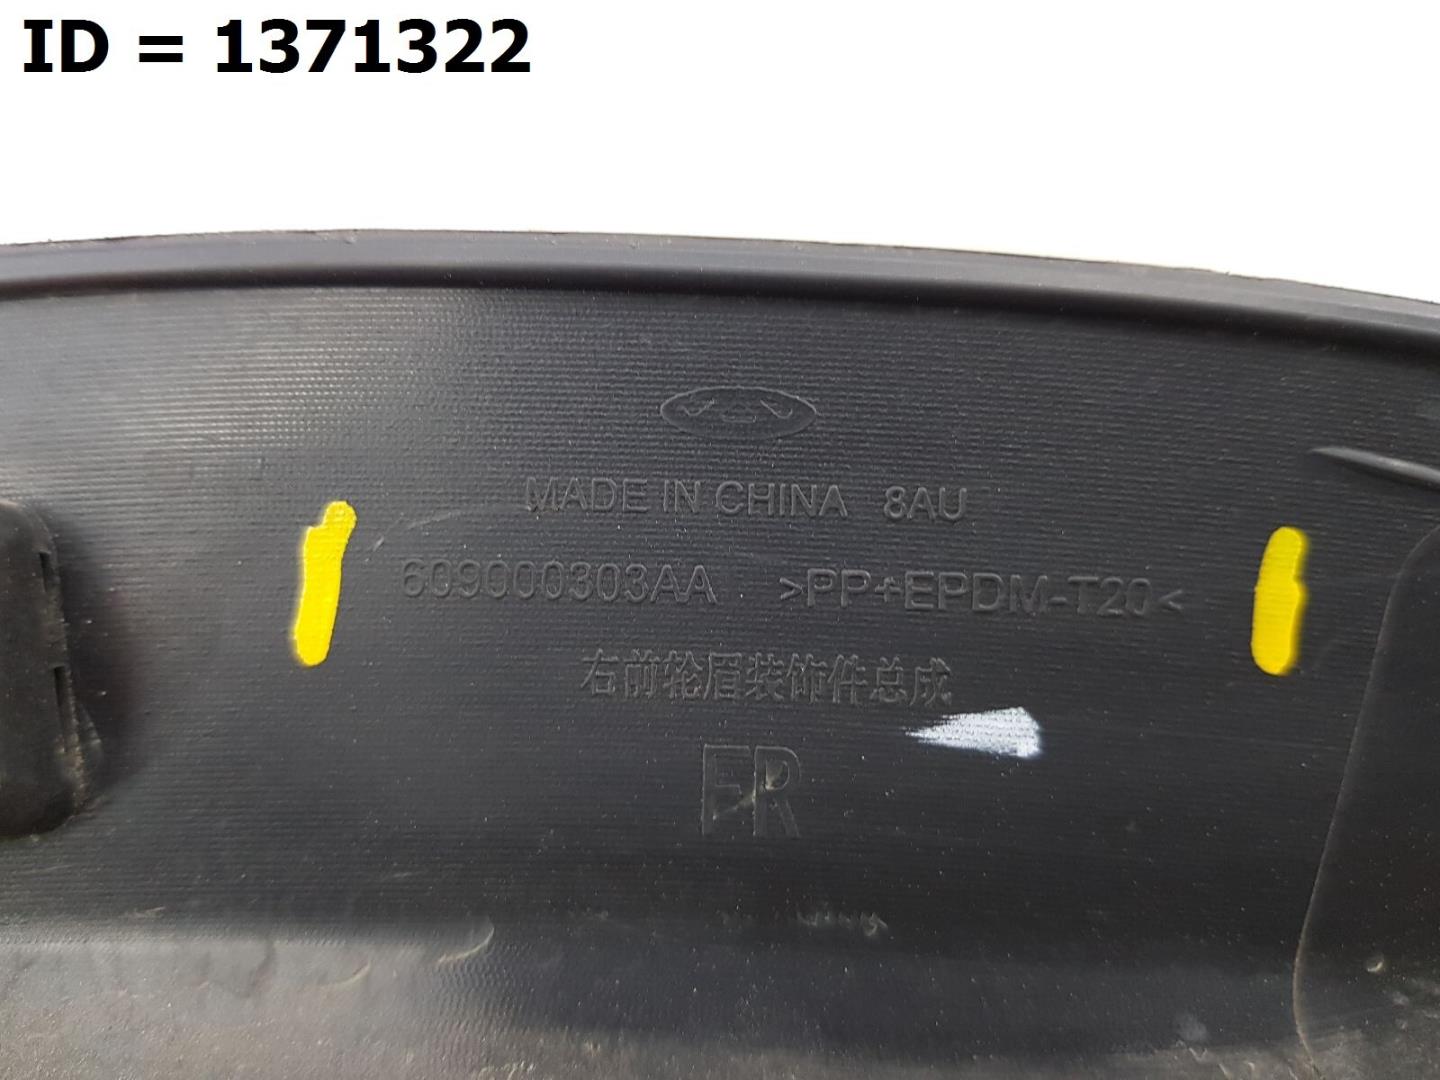 ID = 1371322
MADE IN CHINA 8AU
609000303AA >PP+EPDM-T20<
右前轮眉装饰件总成
FR